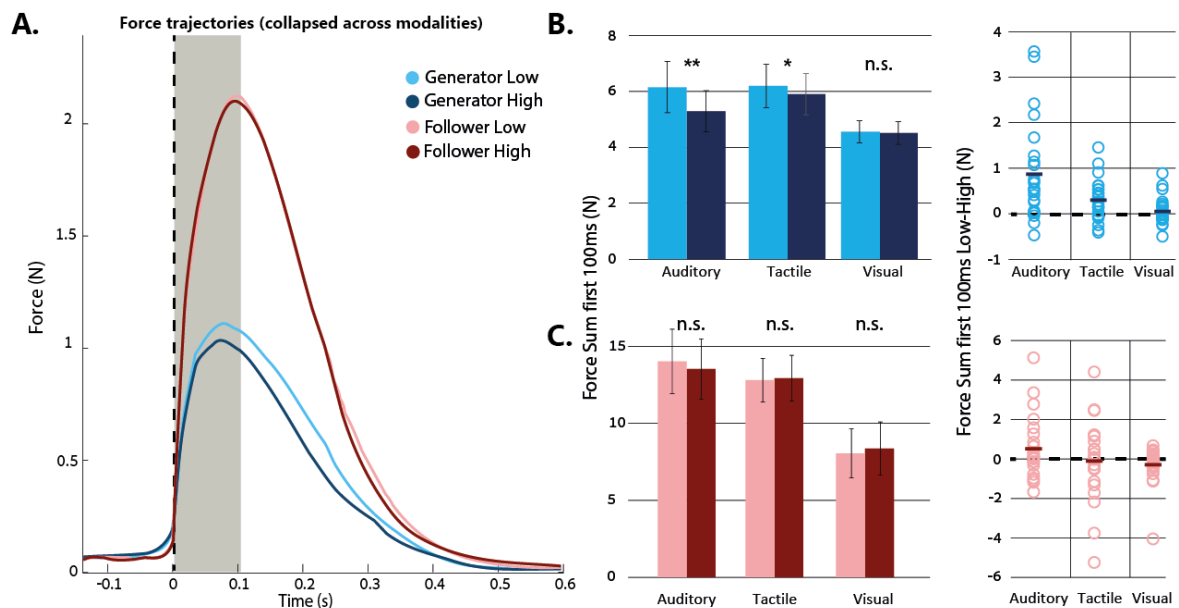 A.
Force trajectories (collapsed across modalities)
Force (N)
2
1.5
1
0.5
0
Generator Low
Generator High
Follower Low
Follower High
-0.1
0
0.1
0.2
0.3
0.4
0.5
0.6
Time (s)
B.
Force Sum first 100ms (N)
8
6
4
2
0
**
*
n.s.
Auditory
Tactile
Visual
Force Sum first 100ms Low-High (N)
4
3
2
1
0
-1
Auditory
Tactile
Visual
C.
15
10
5
0
n.s.
n.s.
n.s.
Auditory
Tactile
Visual
6
4
2
0
-2
-4
-6
Auditory
Tactile
Visual